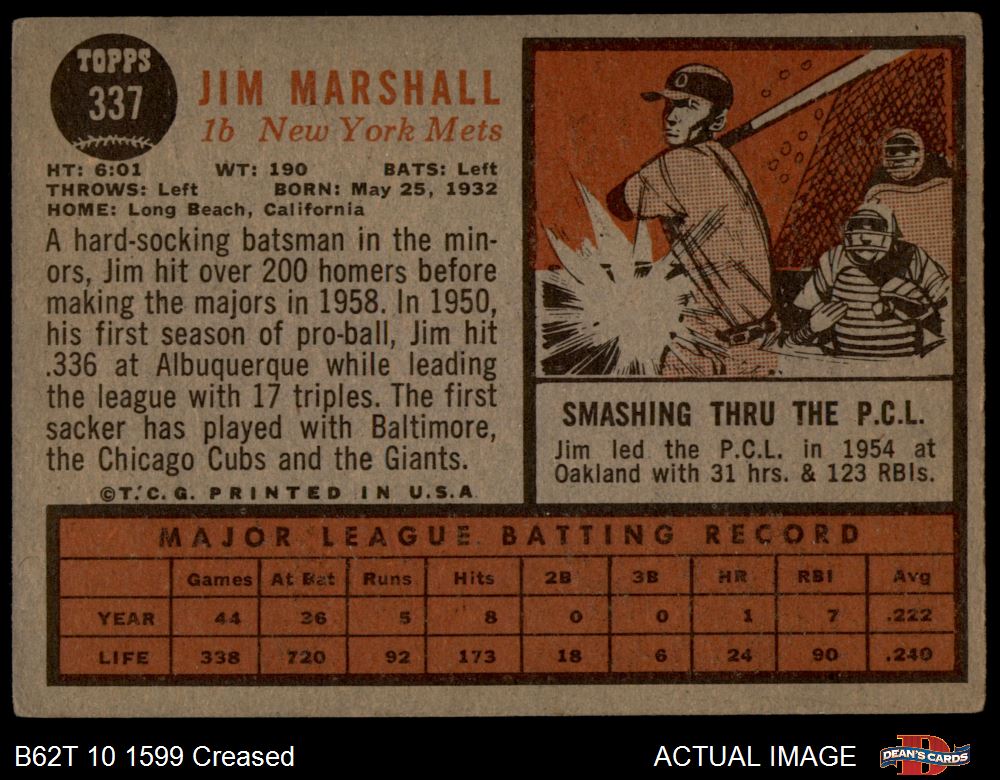 TOPPS
337
JIM MARSHALL
1b New York Mets
HT: 6:01 WT: 190 BATS: Left
THROWS: Left BORN: May 25, 1932
HOME: Long Beach, California
A hard-socking batsman in the min-
ors, Jim hit over 200 homers before
making the majors in 1958. In 1950,
his first season of pro-ball, Jim hit
.336 at Albuquerque while leading
the league with 17 triples. The first
sacker has played with Baltimore,
the Chicago Cubs and the Giants.
©T.C.G. PRINTED IN U.S.A.
O
SMASHING THRU THE P.C.L.
Jim led the P.C.L. in 1954 at
Oakland with 31 hrs. & 123 RBIs.
MAJOR LEAGUE BATTING RECORD
Games At Bat Runs Hits 2B 3B HR RBI Avg
YEAR 44 36 5 8 0 0 1 7 .222
LIFE 338 720 92 173 18 6 24 90 .240
B62T 10 1599 Creased
ACTUAL IMAGE
D
DEAN'S CARDS